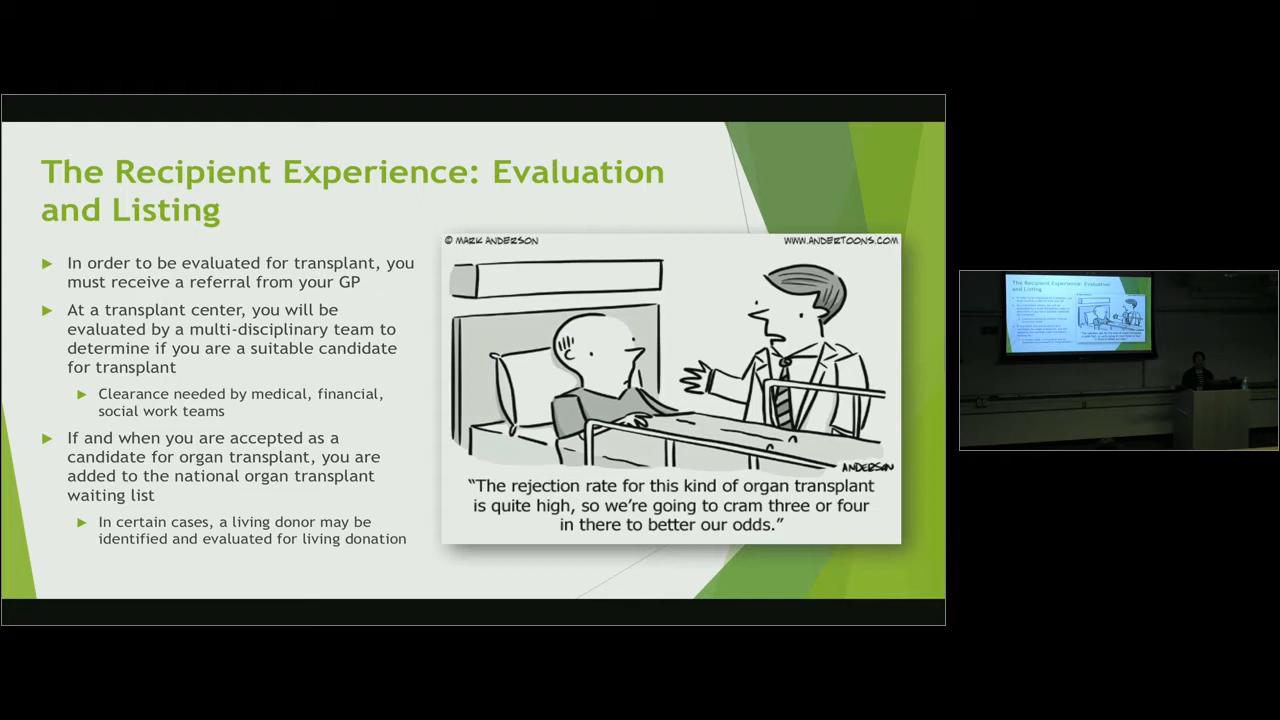 The Recipient Experience: Evaluation
and Listing
In order to be evaluated for transplant, you
must receive a referral from your GP
At a transplant center, you will be
evaluated by a multi-disciplinary team to
determine if you are a suitable candidate
for transplant
Clearance needed by medical, financial,
social work teams
If and when you are accepted as a
candidate for organ transplant, you are
added to the national organ transplant
waiting list
In certain cases, a living donor may be
identified and evaluated for living donation
© MARK ANDERSON
WWW.ANDERTOONS.COM
ANDERSON
“The rejection rate for this kind of organ transplant
is quite high, so we’re going to cram three or four
in there to better our odds.”
The Recipient Experience: Evaluation
and Listing